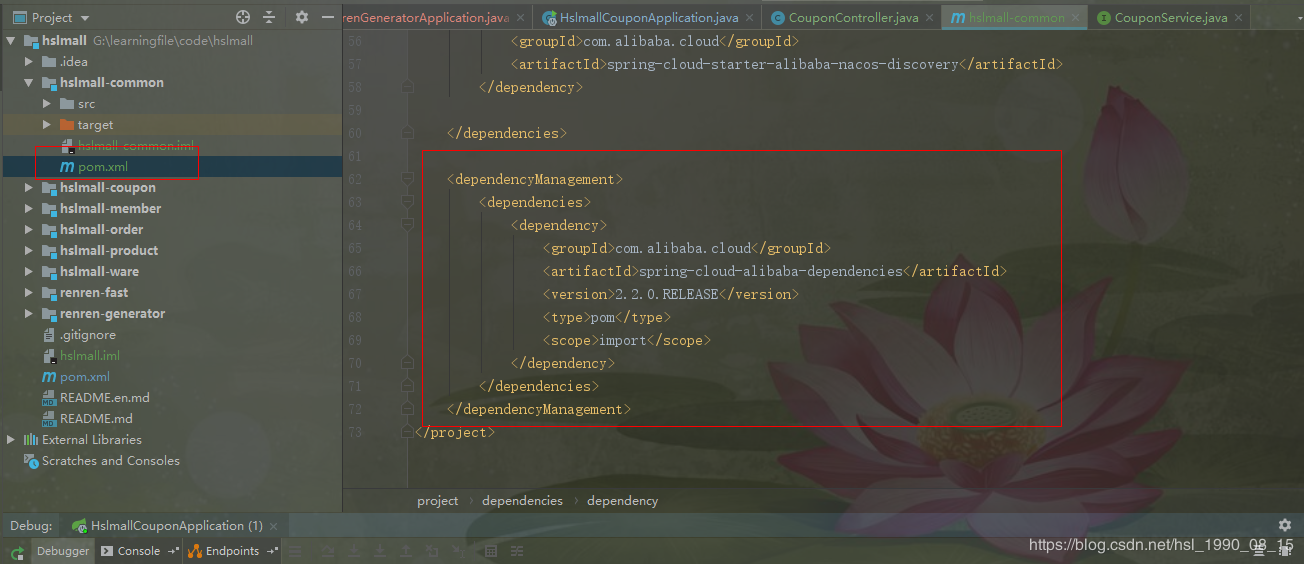 Project
renGeneratorApplication.java
HslmallCouponApplication.java
CouponController.java
hslmall-common
CouponService.java
hslmall G:\learningfile\code\hslmall
.idea
hslmall-common
src
target
hslmall-common.iml
pom.xml
hslmall-coupon
hslmall-member
hslmall-order
hslmall-product
hslmall-ware
renren-fast
renren-generator
.gitignore
hslmall.iml
pom.xml
README.en.md
README.md
External Libraries
Scratches and Consoles
56 <groupId>com.alibaba.cloud</groupId>
57 <artifactId>spring-cloud-starter-alibaba-nacos-discovery</artifactId>
58 </dependency>
59
60 </dependencies>
61
62 <dependencyManagement>
63 <dependencies>
64 <dependency>
65 <groupId>com.alibaba.cloud</groupId>
66 <artifactId>spring-cloud-alibaba-dependencies</artifactId>
67 <version>2.2.0.RELEASE</version>
68 <type>pom</type>
69 <scope>import</scope>
70 </dependency>
71 </dependencies>
72 </dependencyManagement>
73 </project>
project › dependencies › dependency
Debug: HslmallCouponApplication (1)
Debugger Console Endpoints
https://blog.csdn.net/hsl_1990_08_15